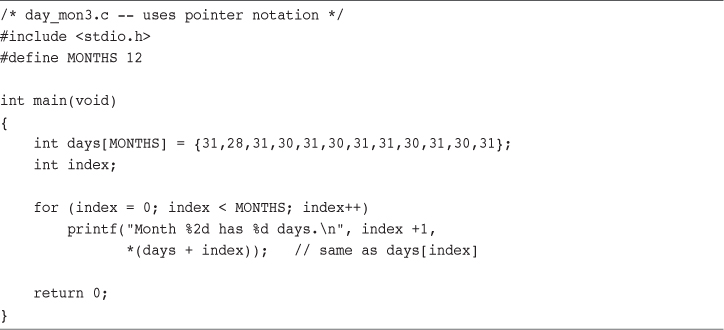 /* day_mon3.c -- uses pointer notation */
#include <stdio.h>
#define MONTHS 12

int main(void)
{
    int days[MONTHS] = {31,28,31,30,31,30,31,31,30,31,30,31};
    int index;

    for (index = 0; index < MONTHS; index++)
        printf("Month %2d has %d days.\n", index +1,
               *(days + index));   // same as days[index]

    return 0;
}